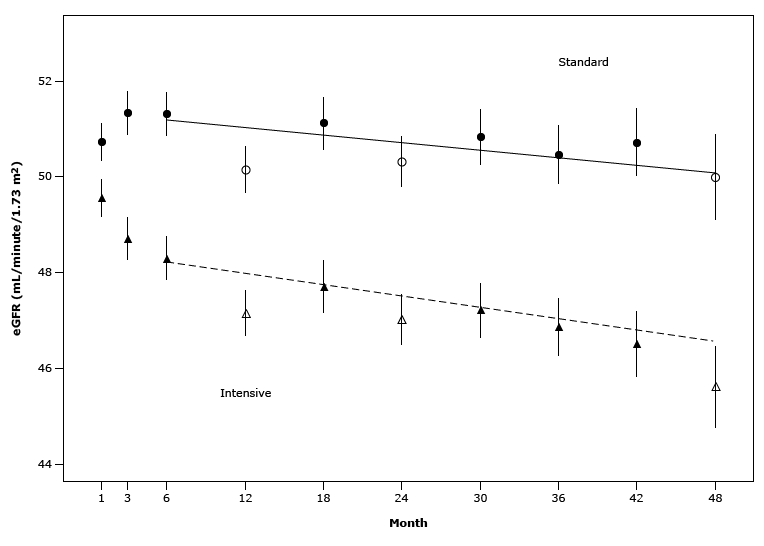 Standard
52
50
48
46
44
eGFR (mL/minute/1.73 m²)
Intensive
1 3 6 12 18 24 30 36 42 48
Month